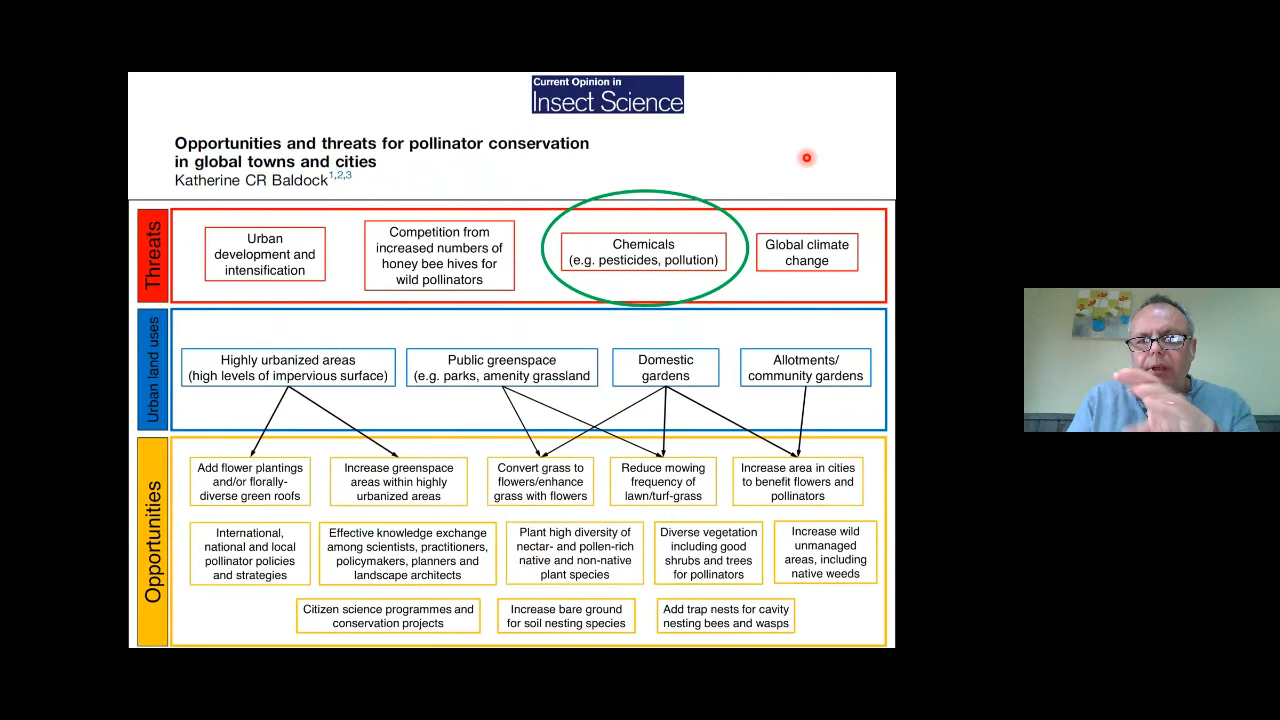 Current Opinion in
Insect Science
Opportunities and threats for pollinator conservation
in global towns and cities
Katherine CR Baldock1,2,3
Threats
Urban
development and
intensification
Competition from
increased numbers of
honey bee hives for
wild pollinators
Chemicals
(e.g. pesticides, pollution)
Global climate
change
Urban land uses
Highly urbanized areas
(high levels of impervious surface)
Public greenspace
(e.g. parks, amenity grassland
Domestic
gardens
Allotments/
community gardens
Opportunities
Add flower plantings
and/or florally-
diverse green roofs
Increase greenspace
areas within highly
urbanized areas
Convert grass to
flowers/enhance
grass with flowers
Reduce mowing
frequency of
lawn/turf-grass
Increase area in cities
to benefit flowers and
pollinators
International,
national and local
pollinator policies
and strategies
Effective knowledge exchange
among scientists, practitioners,
policymakers, planners and
landscape architects
Plant high diversity of
nectar- and pollen-rich
native and non-native
plant species
Diverse vegetation
including good
shrubs and trees
for pollinators
Increase wild
unmanaged
areas, including
native weeds
Citizen science programmes and
conservation projects
Increase bare ground
for soil nesting species
Add trap nests for cavity
nesting bees and wasps